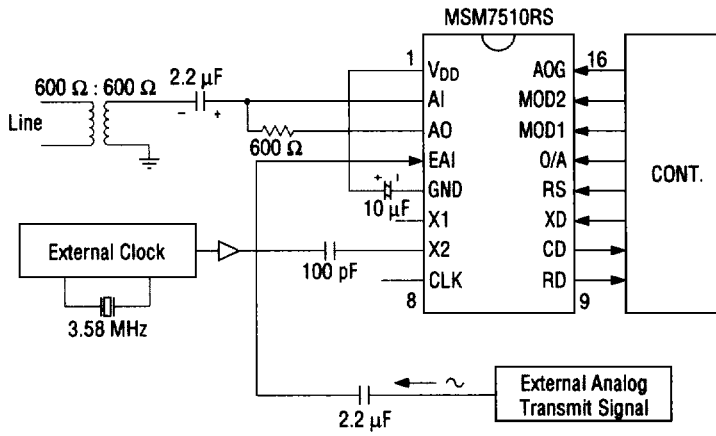 MSM7510RS
1
16
600 Ω : 600 Ω
2.2 μF
Line
- +
600 Ω
V_DD
AI
AO
EAI
GND
X1
X2
CLK
8
AOG
MOD2
MOD1
O/A
RS
XD
CD
RD
9
CONT.
+ -
10 μF
External Clock
100 pF
3.58 MHz
2.2 μF
~
External Analog
Transmit Signal